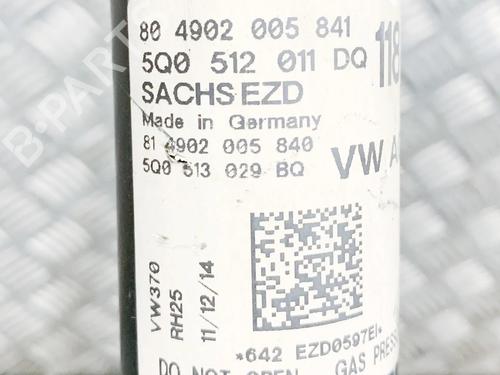 80 4902 005 841
5Q0 512 011 DQ
118
SACHS EZD
Made in Germany
81 4902 005 840
VW A
5Q0 513 029 BQ
VW370
RH25
11/12/14
*642 EZD0597EI*
DO NOT OPEN
GAS PRESS
B-PARTS